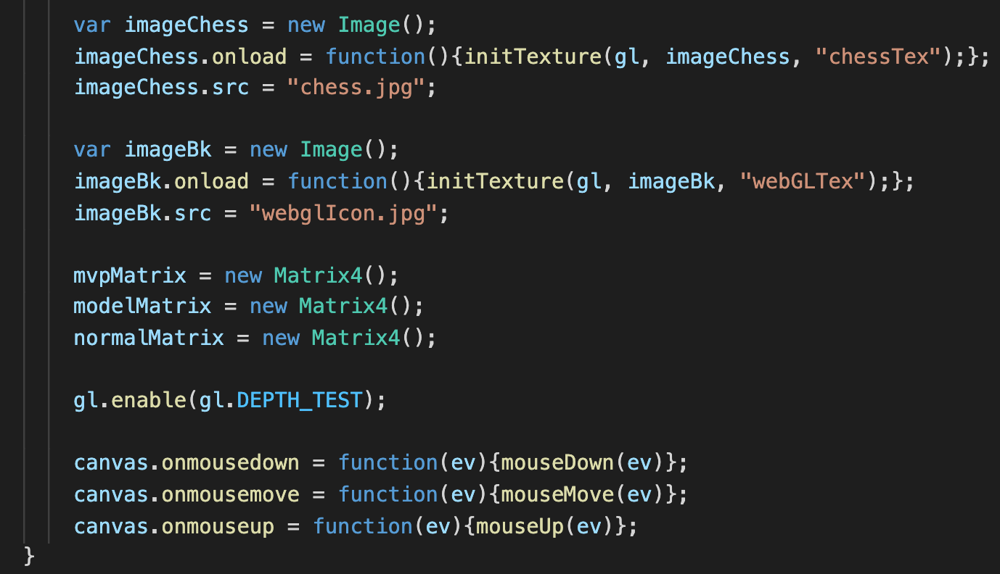 var imageChess = new Image();
imageChess.onload = function(){initTexture(gl, imageChess, "chessTex");};
imageChess.src = "chess.jpg";
var imageBk = new Image();
imageBk.onload = function(){initTexture(gl, imageBk, "webGLTex");};
imageBk.src = "webglIcon.jpg";
mvpMatrix = new Matrix4();
modelMatrix = new Matrix4();
normalMatrix = new Matrix4();
gl.enable(gl.DEPTH_TEST);
canvas.onmousedown = function(ev){mouseDown(ev)};
canvas.onmousemove = function(ev){mouseMove(ev)};
canvas.onmouseup = function(ev){mouseUp(ev)};
}